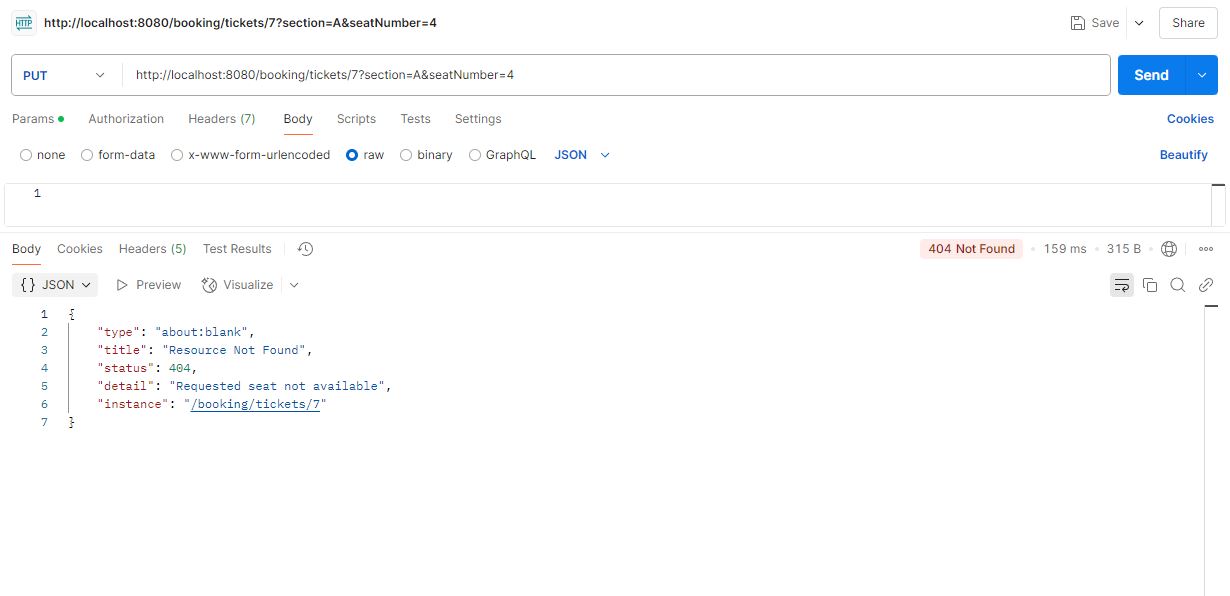 HTTP http://localhost:8080/booking/tickets/7?section=A&seatNumber=4 Save Share
PUT http://localhost:8080/booking/tickets/7?section=A&seatNumber=4 Send
Params Authorization Headers (7) Body Scripts Tests Settings Cookies
none form-data x-www-form-urlencoded raw binary GraphQL JSON Beautify
1
Body Cookies Headers (5) Test Results 404 Not Found 159 ms 315 B
{} JSON Preview Visualize
1 {
2 "type": "about:blank",
3 "title": "Resource Not Found",
4 "status": 404,
5 "detail": "Requested seat not available",
6 "instance": "/booking/tickets/7"
7 }